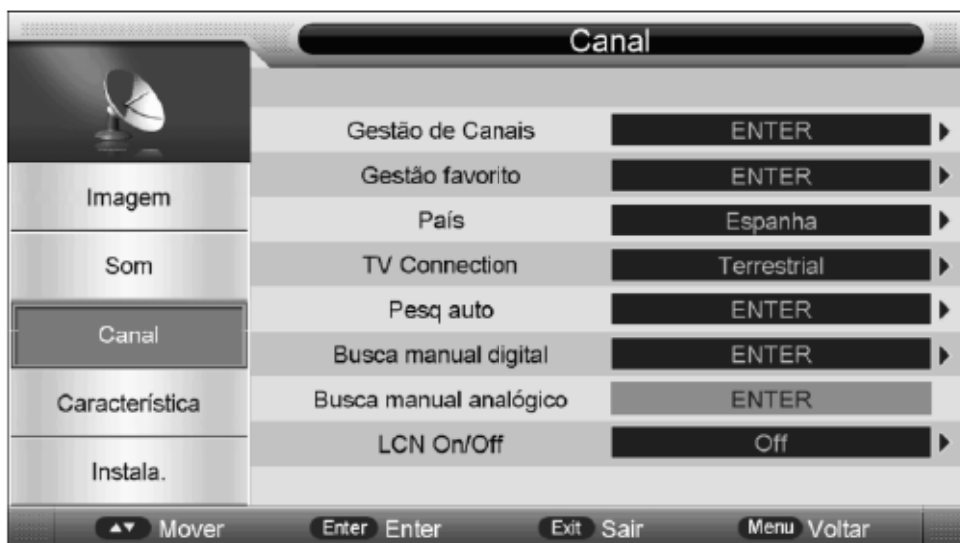 Canal
Imagem
Som
Canal
Característica
Instala.
Gestão de Canais ENTER
Gestão favorito ENTER
País Espanha
TV Connection Terrestrial
Pesq auto ENTER
Busca manual digital ENTER
Busca manual analógico ENTER
LCN On/Off Off
Mover Enter Enter Exit Sair Menu Voltar